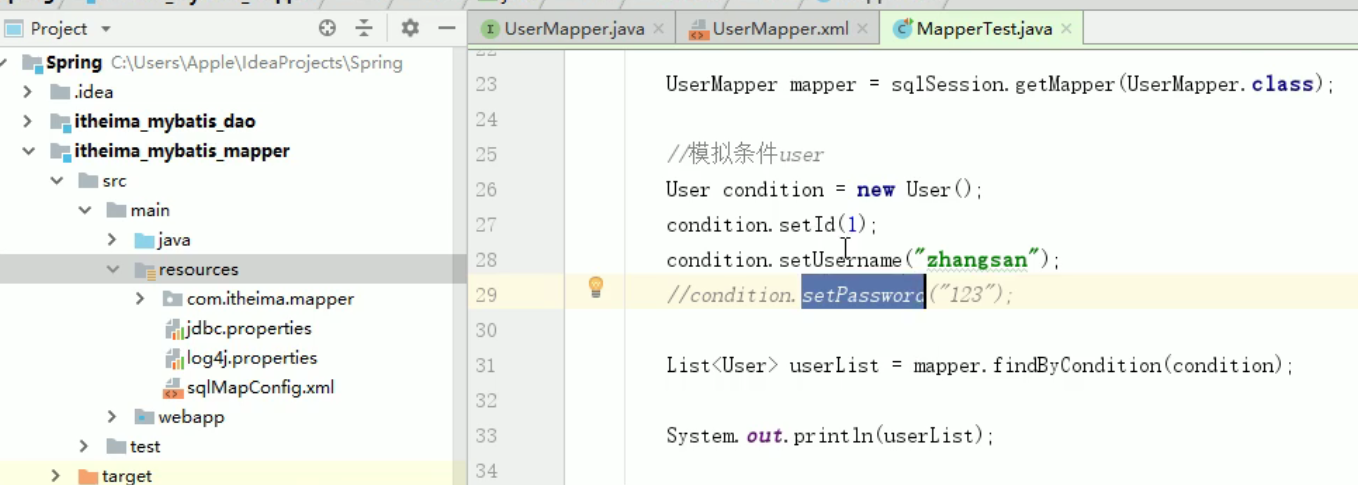 Project
Spring C:\Users\Apple\IdeaProjects\Spring
.idea
itheima_mybatis_dao
itheima_mybatis_mapper
src
main
java
resources
com.itheima.mapper
jdbc.properties
log4j.properties
sqlMapConfig.xml
webapp
test
target
UserMapper.java
UserMapper.xml
MapperTest.java
23 UserMapper mapper = sqlSession.getMapper(UserMapper.class);
24
25 //模拟条件user
26 User condition = new User();
27 condition.setId(1);
28 condition.setUsername("zhangsan");
29 //condition.setPassword("123");
30
31 List<User> userList = mapper.findByCondition(condition);
32
33 System.out.println(userList);
34